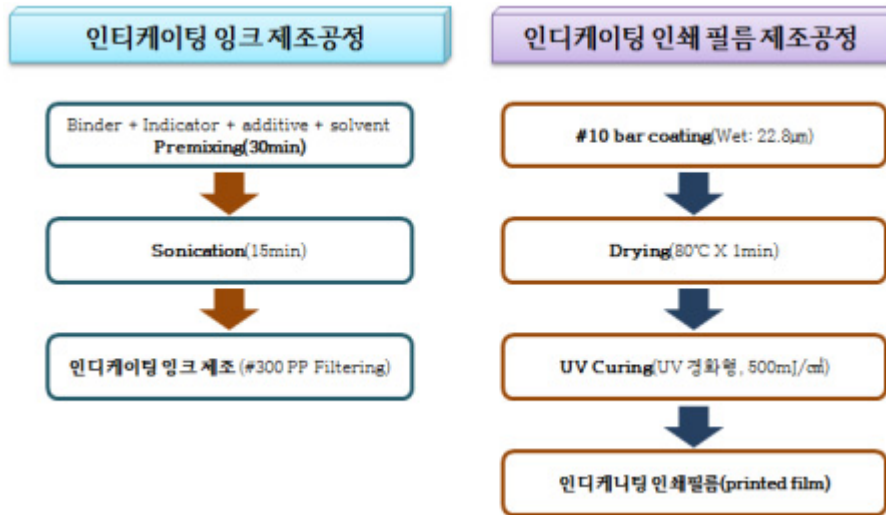 인티케이팅 잉크 제조공정
Binder + Indicator + additive + solvent
Premixing(30min)
Sonication(15min)
인디케이팅 잉크 제조 (#300 PP Filtering)
인디케이팅 인쇄 필름 제조공정
#10 bar coating(Wet: 22.8㎛)
Drying(80℃ X 1min)
UV Curing(UV 경화형, 500mJ/㎠)
인디케니팅 인쇄필름(printed film)